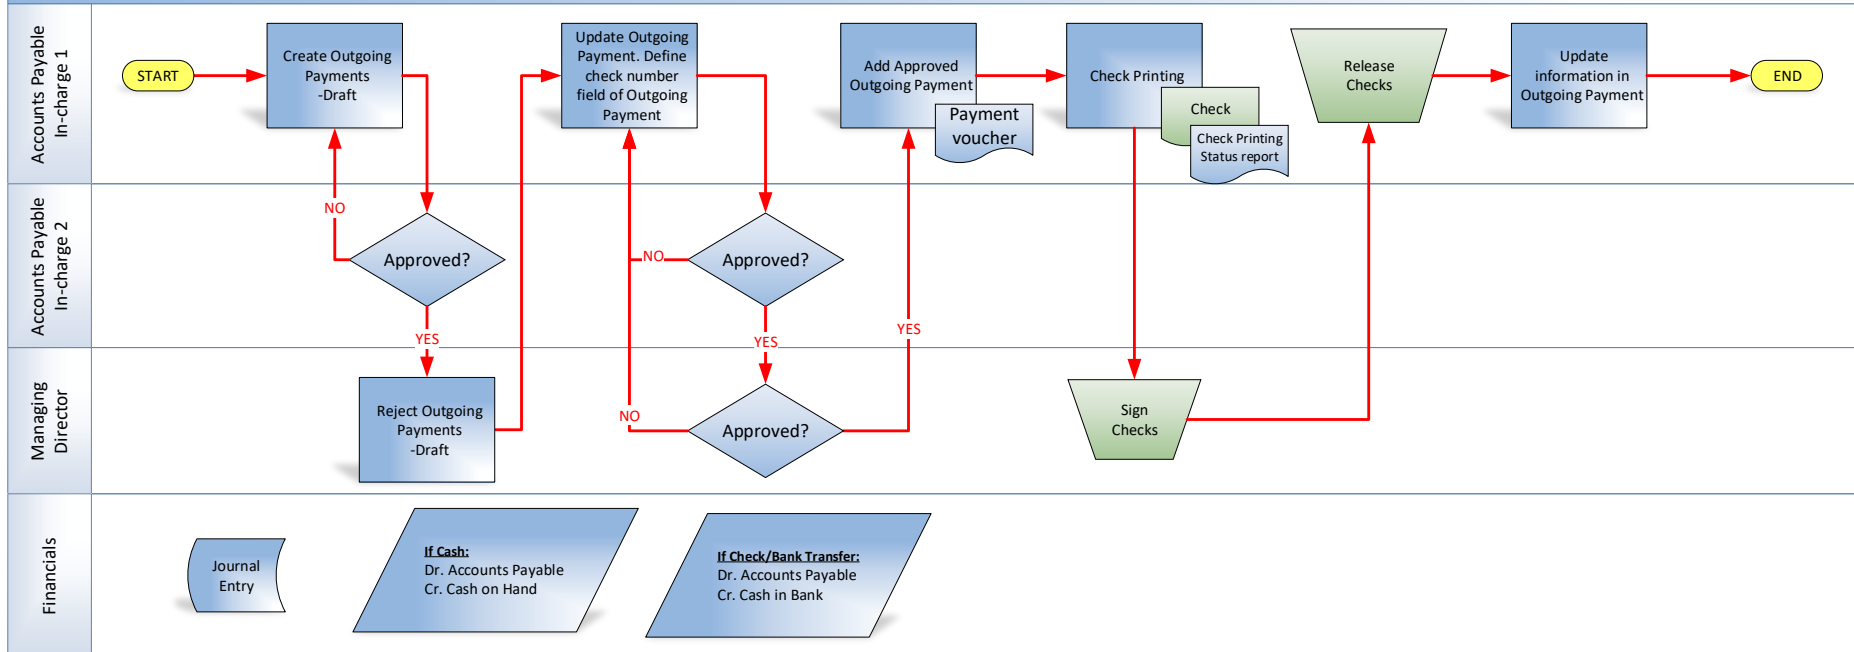 Accounts Payable
In-charge 1
START
Create Outgoing
Payments
-Draft
Update Outgoing
Payment. Define
check number
field of Outgoing
Payment
Add Approved
Outgoing Payment
Payment
voucher
Check Printing
Check
Check Printing
Status report
Release
Checks
Update
information in
Outgoing Payment
END
Accounts Payable
In-charge 2
NO
Approved?
YES
NO
Approved?
YES
YES
Managing
Director
Reject Outgoing
Payments
-Draft
NO
Approved?
Sign
Checks
Financials
Journal
Entry
If Cash:
Dr. Accounts Payable
Cr. Cash on Hand
If Check/Bank Transfer:
Dr. Accounts Payable
Cr. Cash in Bank